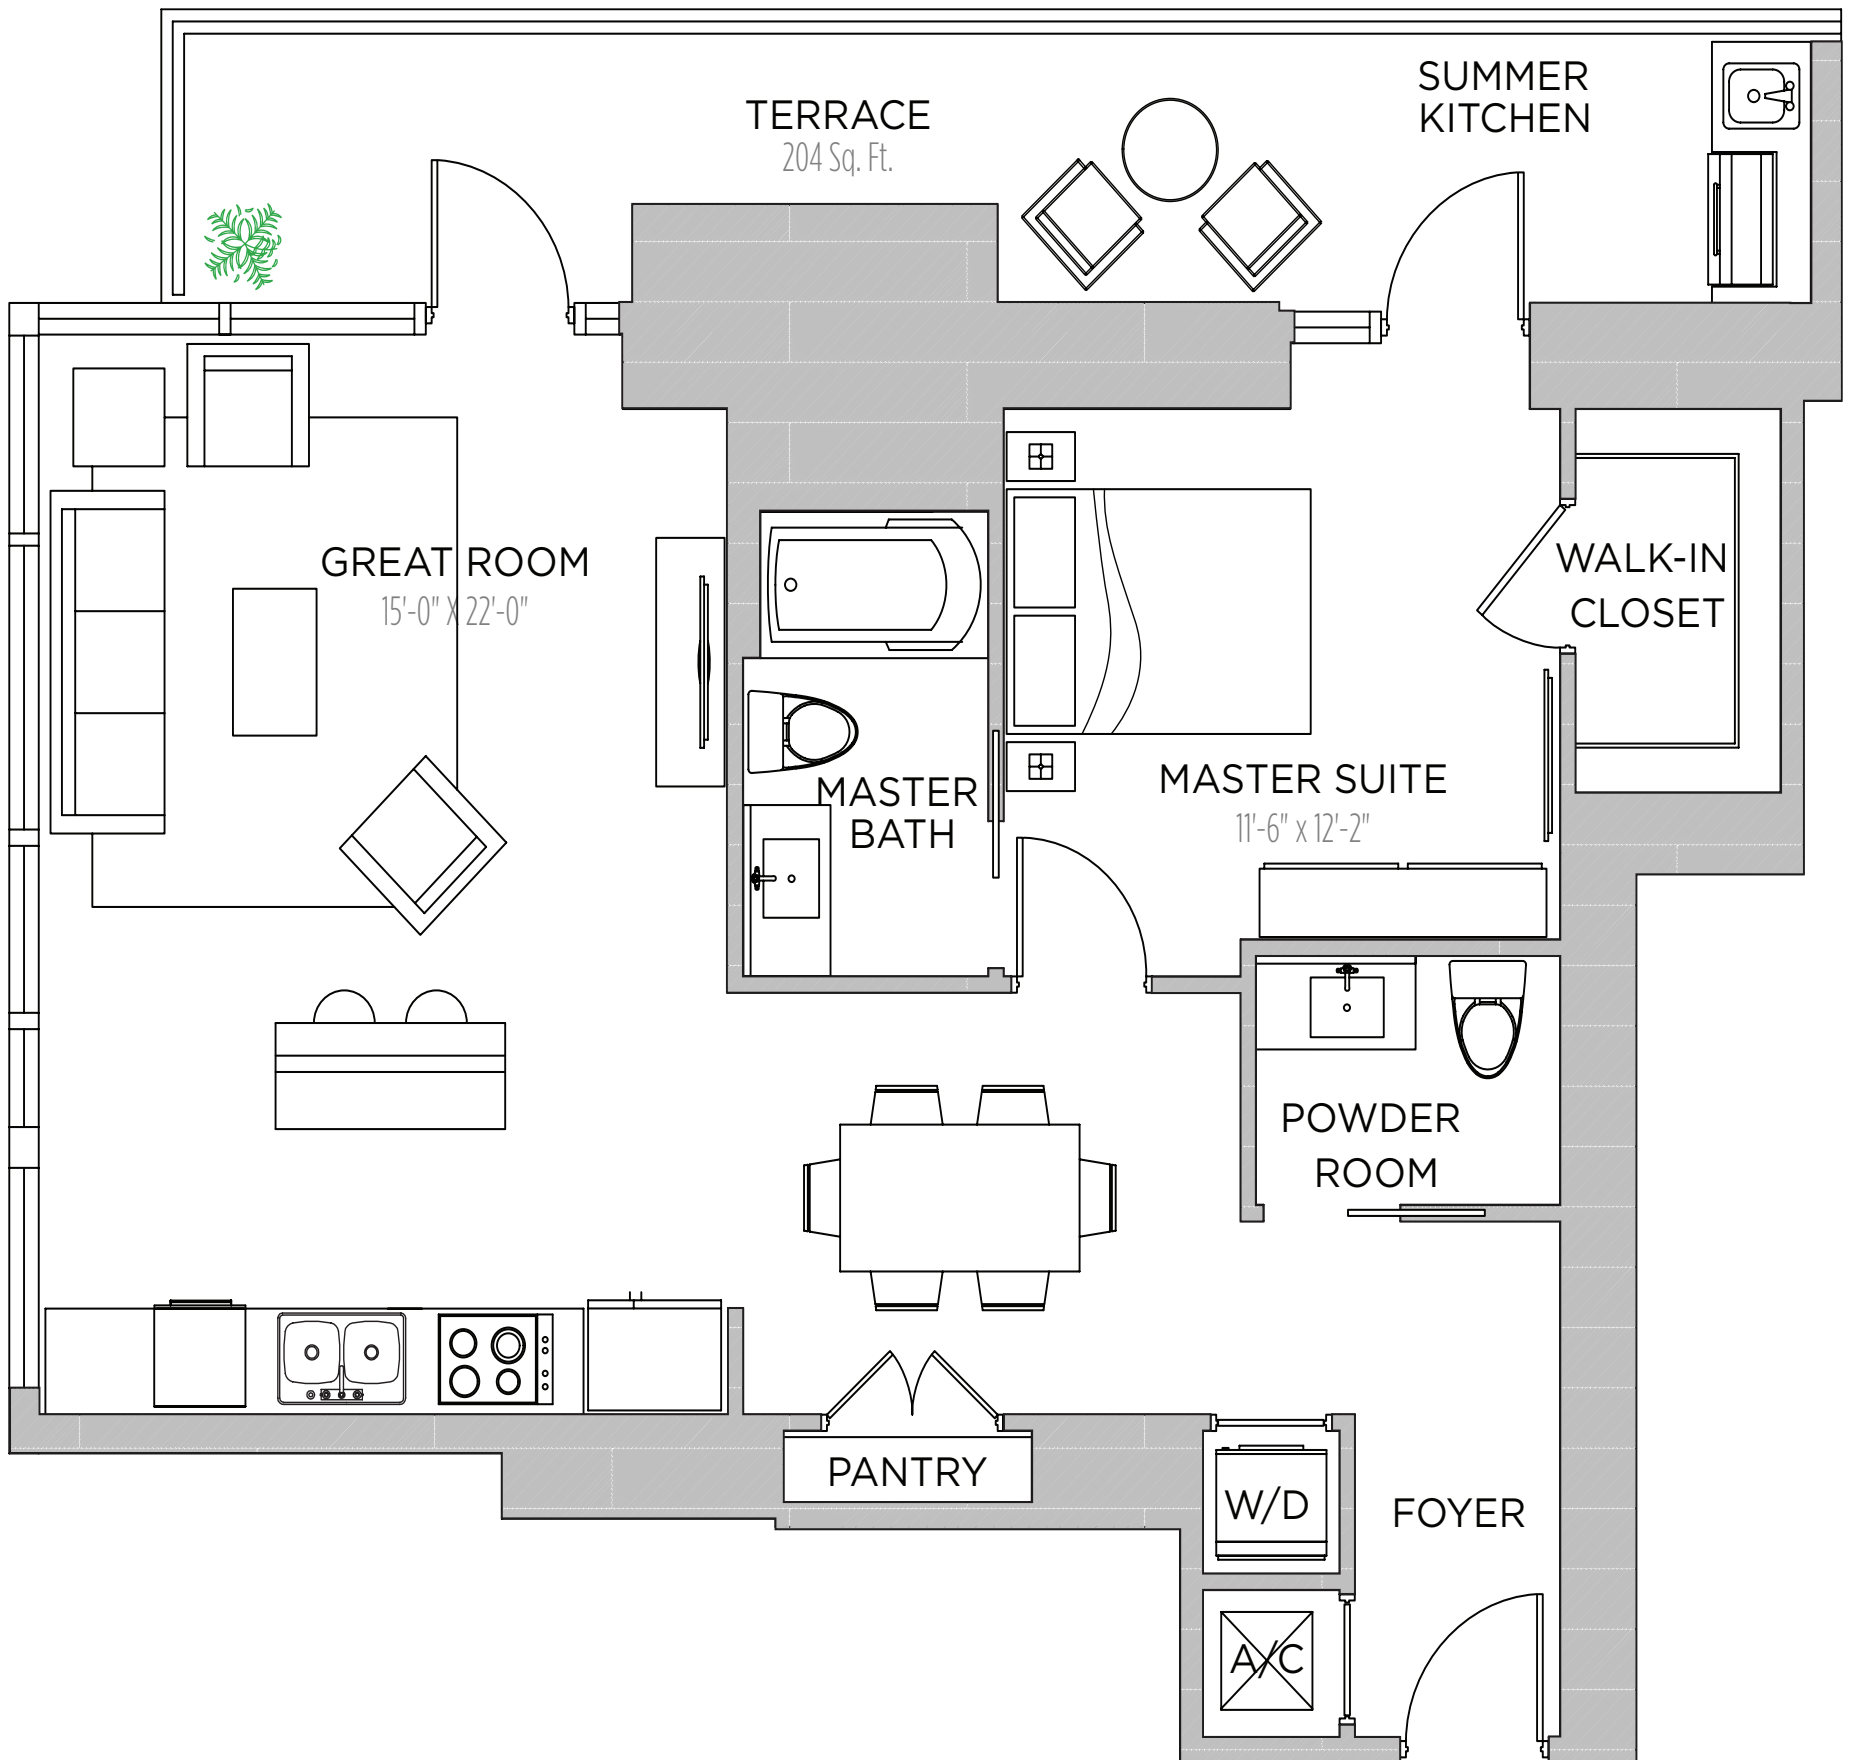 SUMMER
KITCHEN
TERRACE
204 Sq. Ft.
GREAT ROOM
15'-0" X 22'-0"
WALK-IN
CLOSET
MASTER
BATH
MASTER SUITE
11'-6" x 12'-2"
POWDER
ROOM
PANTRY
W/D
FOYER
A/C